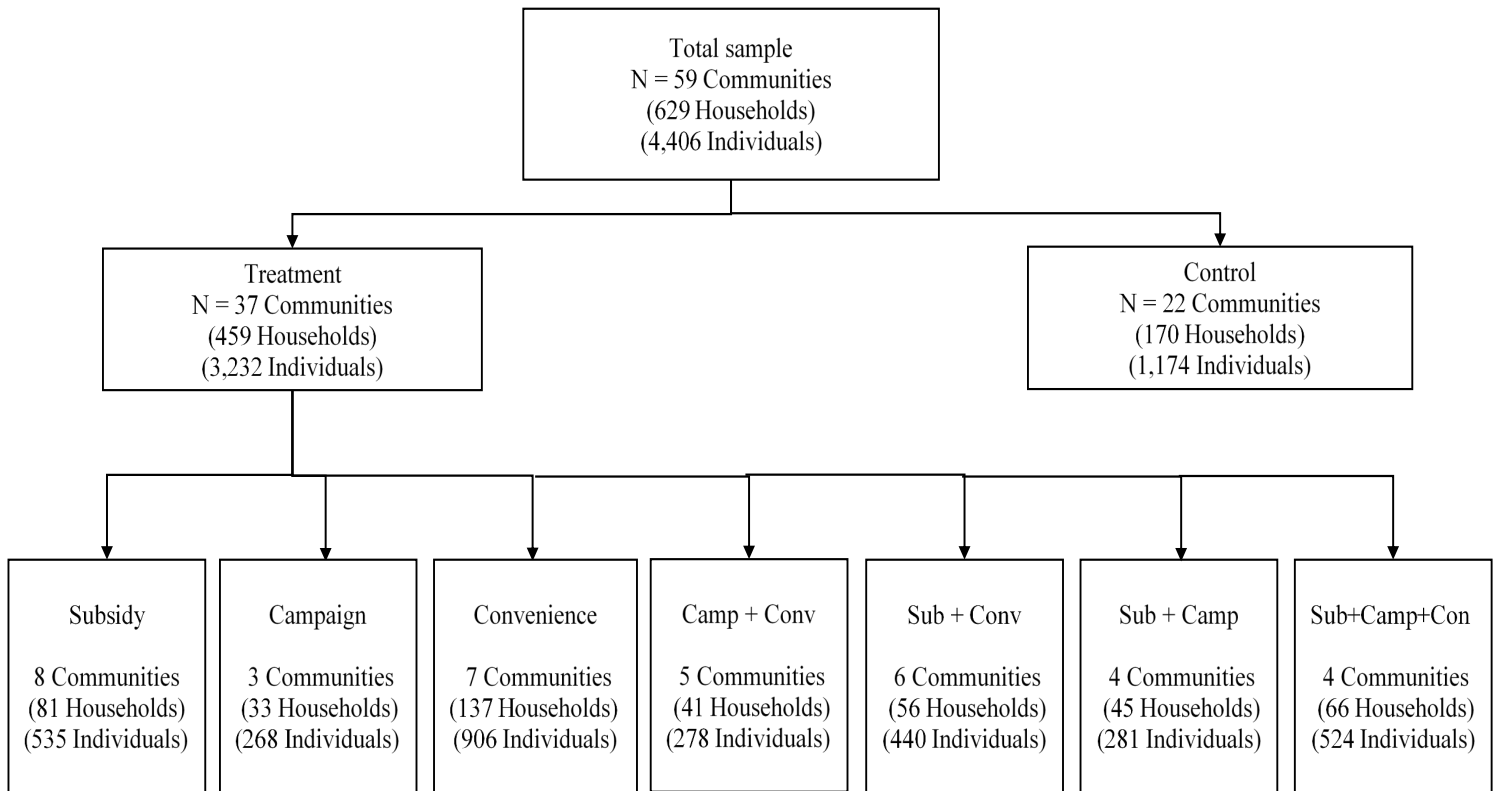 Total sample
N = 59 Communities
(629 Households)
(4,406 Individuals)
Treatment
N = 37 Communities
(459 Households)
(3,232 Individuals)
Control
N = 22 Communities
(170 Households)
(1,174 Individuals)
Subsidy
8 Communities
(81 Households)
(535 Individuals)
Campaign
3 Communities
(33 Households)
(268 Individuals)
Convenience
7 Communities
(137 Households)
(906 Individuals)
Camp + Conv
5 Communities
(41 Households)
(278 Individuals)
Sub + Conv
6 Communities
(56 Households)
(440 Individuals)
Sub + Camp
4 Communities
(45 Households)
(281 Individuals)
Sub+Camp+Con
4 Communities
(66 Households)
(524 Individuals)